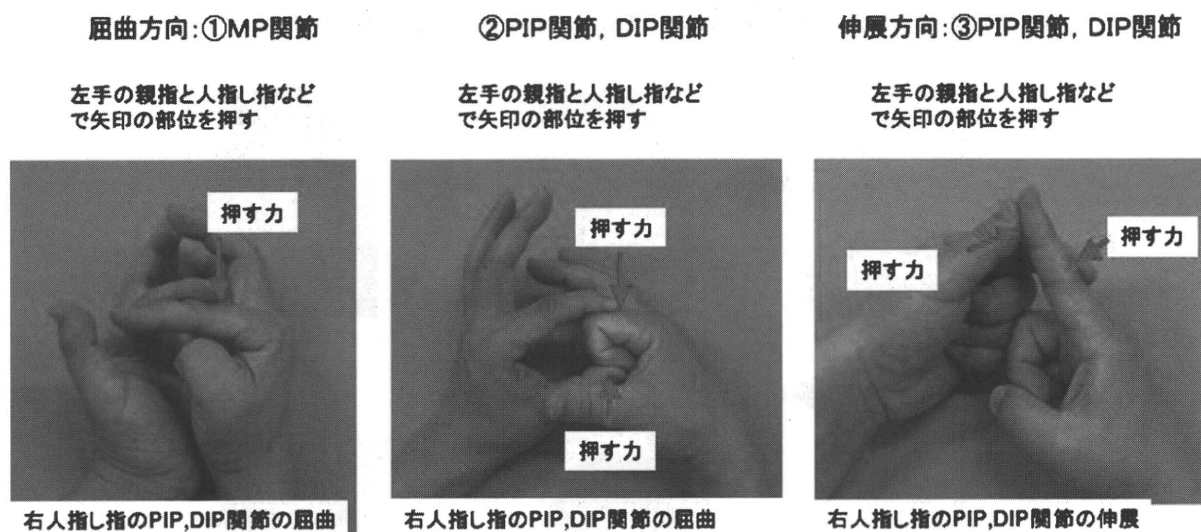 屈曲方向:①MP関節
左手の親指と人指し指など
で矢印の部位を押す
押す力
右人指し指のPIP,DIP関節の屈曲
②PIP関節, DIP関節
左手の親指と人指し指など
で矢印の部位を押す
押す力
押す力
右人指し指のPIP,DIP関節の屈曲
伸展方向:③PIP関節, DIP関節
左手の親指と人指し指など
で矢印の部位を押す
押す力
押す力
右人指し指のPIP,DIP関節の伸展